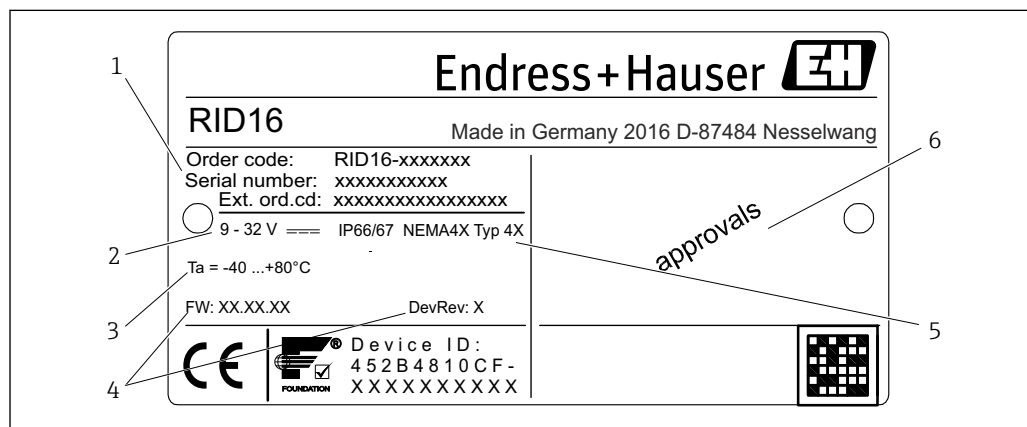 Endress+Hauser EH
RID16
Made in Germany 2016 D-87484 Nesselwang
Order code: RID16-xxxxxxx
Serial number: xxxxxxxxxxx
Ext. ord.cd: xxxxxxxxxxxxxxxxx
9 - 32 V IP66/67 NEMA4X Typ 4X
-
Ta = -40 ...+80°C
FW: XX.XX.XX DevRev: X
approvals
CE
F®
FOUNDATION
Device ID:
452B4810CF-
XXXXXXXXXX
1
2
3
4
5
6